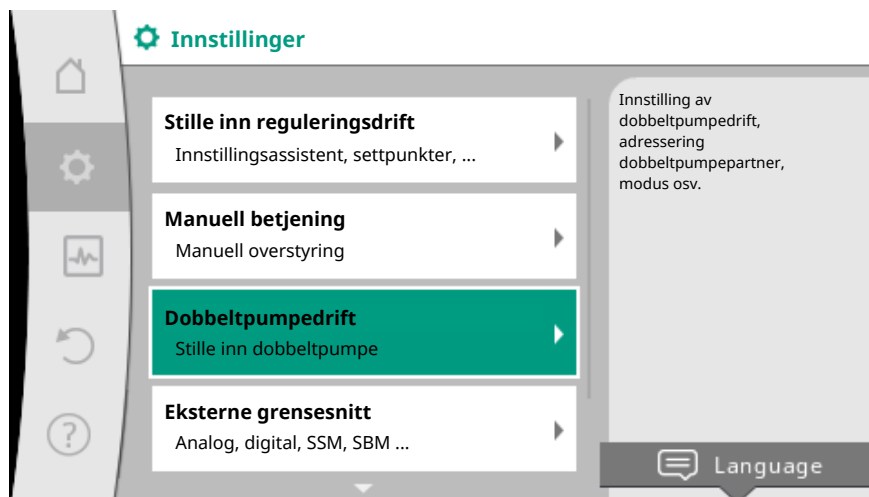 Innstillinger
Stille inn reguleringsdrift
Innstillingsassistent, settpunkter, ...
Manuell betjening
Manuell overstyring
Dobbeltpumpedrift
Stille inn dobbeltpumpe
Eksterne grensesnitt
Analog, digital, SSM, SBM ...
Innstilling av
dobbeltpumpedrift,
adressering
dobbeltpumpepartner,
modus osv.
Language